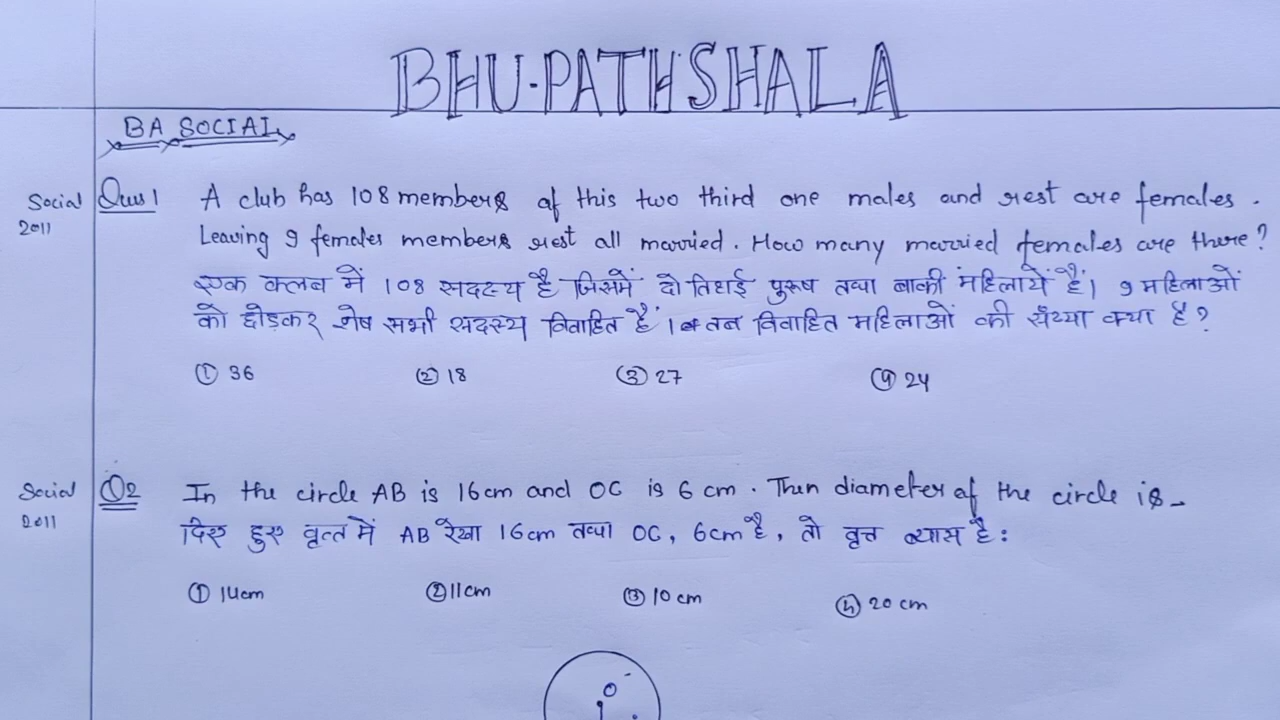 BHU-PATHSHALA
BA SOCIAL
Social 2011
Ques 1 A club has 108 members of this two third one males and rest are females.
Leaving 9 females members rest all married. How many married females are there?
एक क्लब में 108 सदस्य है जिसमें दो तिहाई पुरूष तथा बाकी महिलायें हैं। 9 महिलाओं
को छोड़कर शेष सभी सदस्य विवाहित हैं। तब विवाहित महिलाओं की सँख्या क्या है?
① 36 ② 18 ③ 27 ④ 24
Social 2011
Q2 In the circle AB is 16cm and OC is 6 cm. Then diameter of the circle is-
दिए हुए वृत्त में AB रेखा 16cm तथा OC, 6cm है, तो वृत्त व्यास है:
① 14cm ② 11cm ③ 10 cm ④ 20 cm
O